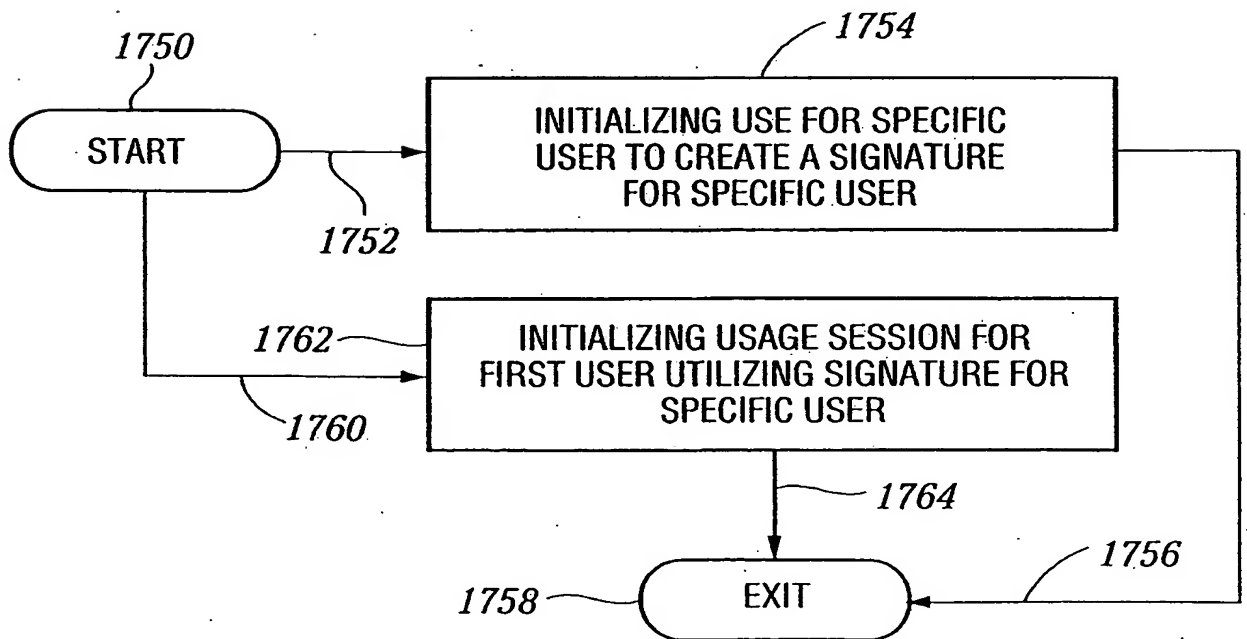 1750
START
1752
1754
INITIALIZING USE FOR SPECIFIC
USER TO CREATE A SIGNATURE
FOR SPECIFIC USER
1762
INITIALIZING USAGE SESSION FOR
FIRST USER UTILIZING SIGNATURE FOR
SPECIFIC USER
1760
1764
1756
1758
EXIT